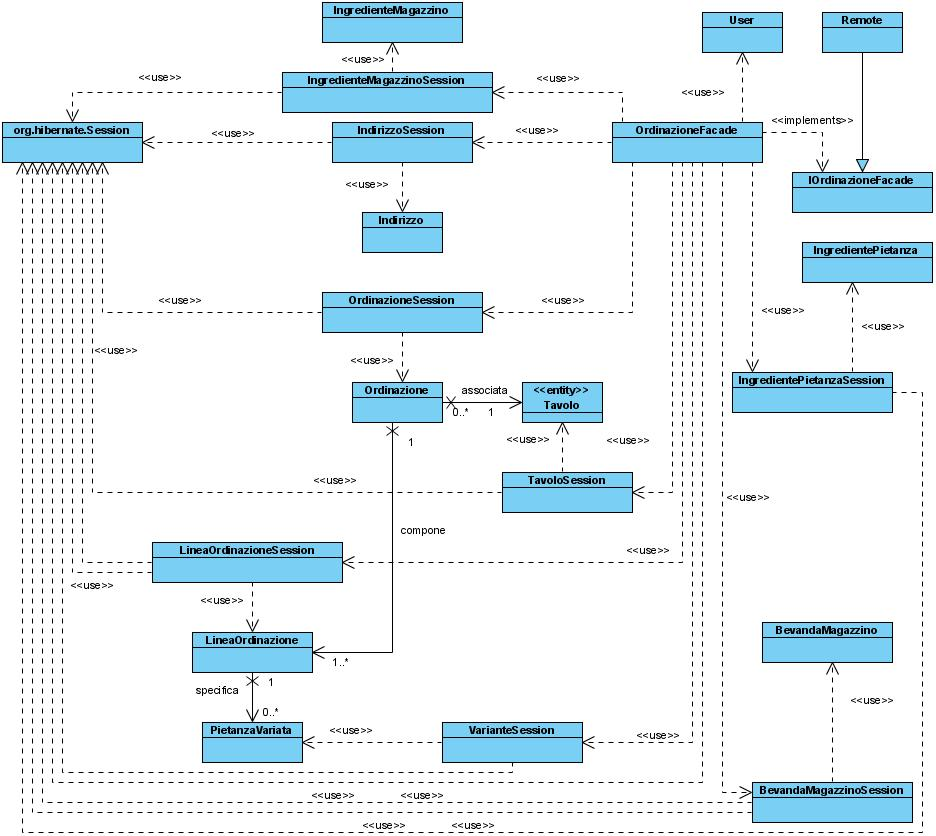 IngredienteMagazzino
User
Remote
<<use>>
<<use>>
IngredienteMagazzinoSession
<<use>>
<<use>>
org.hibernate.Session
<<use>>
IndirizzoSession
<<use>>
OrdinazioneFacade
<<implements>>
<<use>>
IOrdinazioneFacade
Indirizzo
IngredientePietanza
<<use>>
OrdinazioneSession
<<use>>
<<use>>
<<use>>
<<use>>
<<use>>
IngredientePietanzaSession
Ordinazione
associata
0..*
1
<<entity>>
Tavolo
1
<<use>>
<<use>>
<<use>>
TavoloSession
<<use>>
compone
LineaOrdinazioneSession
<<use>>
<<use>>
<<use>>
LineaOrdinazione
1..*
BevandaMagazzino
specifica
1
0..*
<<use>>
PietanzaVariata
<<use>>
VarianteSession
<<use>>
BevandaMagazzinoSession
<<use>>
<<use>>
<<use>>
<<use>>